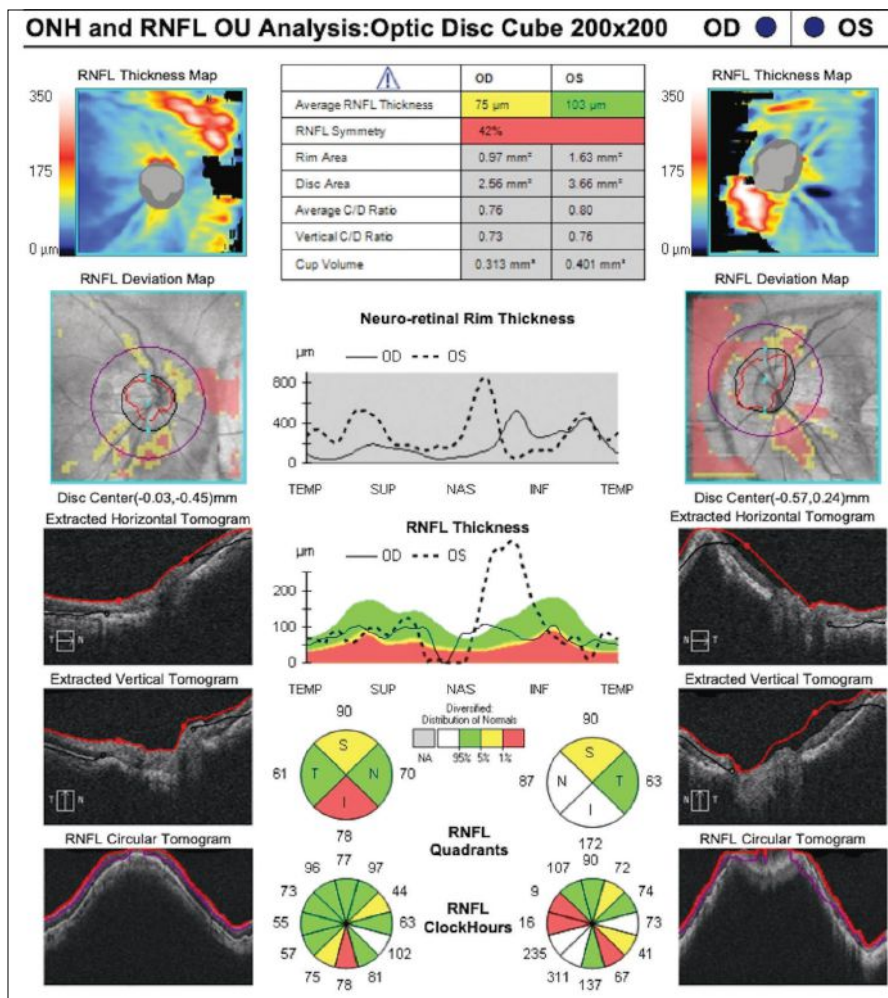 ONH and RNFL OU Analysis:Optic Disc Cube 200x200 OD OS
RNFL Thickness Map
350
175
0 µm
OD OS
Average RNFL Thickness 75 µm 103 µm
RNFL Symmetry 42%
Rim Area 0.97 mm² 1.63 mm²
Disc Area 2.56 mm² 3.66 mm²
Average C/D Ratio 0.76 0.80
Vertical C/D Ratio 0.73 0.76
Cup Volume 0.313 mm³ 0.401 mm³
RNFL Thickness Map
350
175
0 µm
RNFL Deviation Map
Disc Center(-0.03,-0.45)mm
Neuro-retinal Rim Thickness
µm OD OS
800
400
0
TEMP SUP NAS INF TEMP
RNFL Deviation Map
Disc Center(-0.57,0.24)mm
Extracted Horizontal Tomogram
T N
RNFL Thickness
µm OD OS
200
100
0
TEMP SUP NAS INF TEMP
Extracted Horizontal Tomogram
N T
Extracted Vertical Tomogram
T N
Diversified:
Distribution of Normals
NA 95% 5% 1%
90
S
61 T N 70
I
78
90
S
87 N T 63
I
172
RNFL
Quadrants
Extracted Vertical Tomogram
T N
RNFL Circular Tomogram
77
96 97
73 44
55 63
57 102
75 81
78
RNFL
ClockHours
90
107 72
9 74
16 73
235 41
311 67
137
RNFL Circular Tomogram